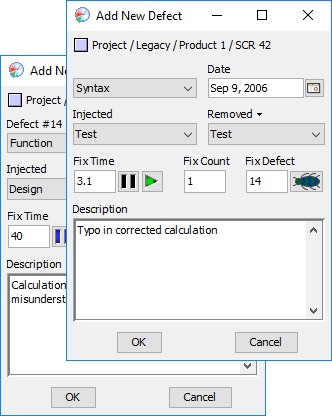 Add New Defect
Project / Legacy / Product 1 / SCR 42
Date
Syntax
Sep 9, 2006
Injected
Removed
Test
Test
Fix Time
Fix Count
Fix Defect
3.1
1
14
Description
Typo in corrected calculation
OK
Cancel
Add New
Project /
Defect #14
Function
Injected
Design
Fix Time
40
Description
Calculation
misunderst
OK
Cancel